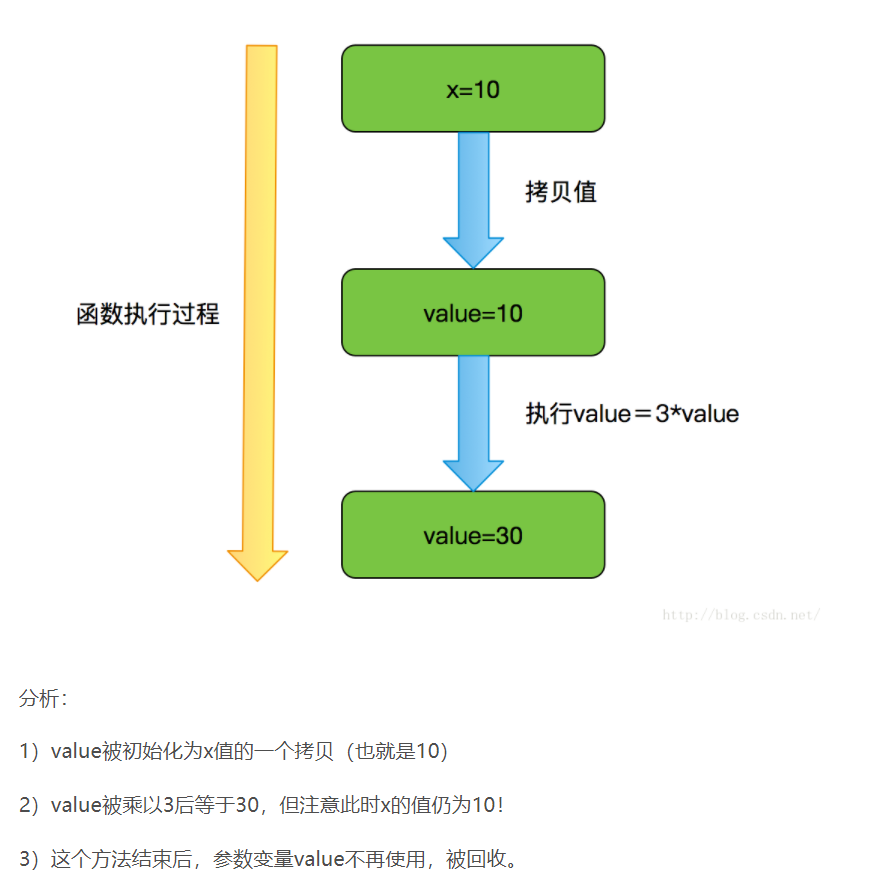 x=10
拷贝值
value=10
函数执行过程
执行value＝3*value
value=30
http://blog.csdn.net/
分析：
1）value被初始化为x值的一个拷贝（也就是10）
2）value被乘以3后等于30，但注意此时x的值仍为10！
3）这个方法结束后，参数变量value不再使用，被回收。